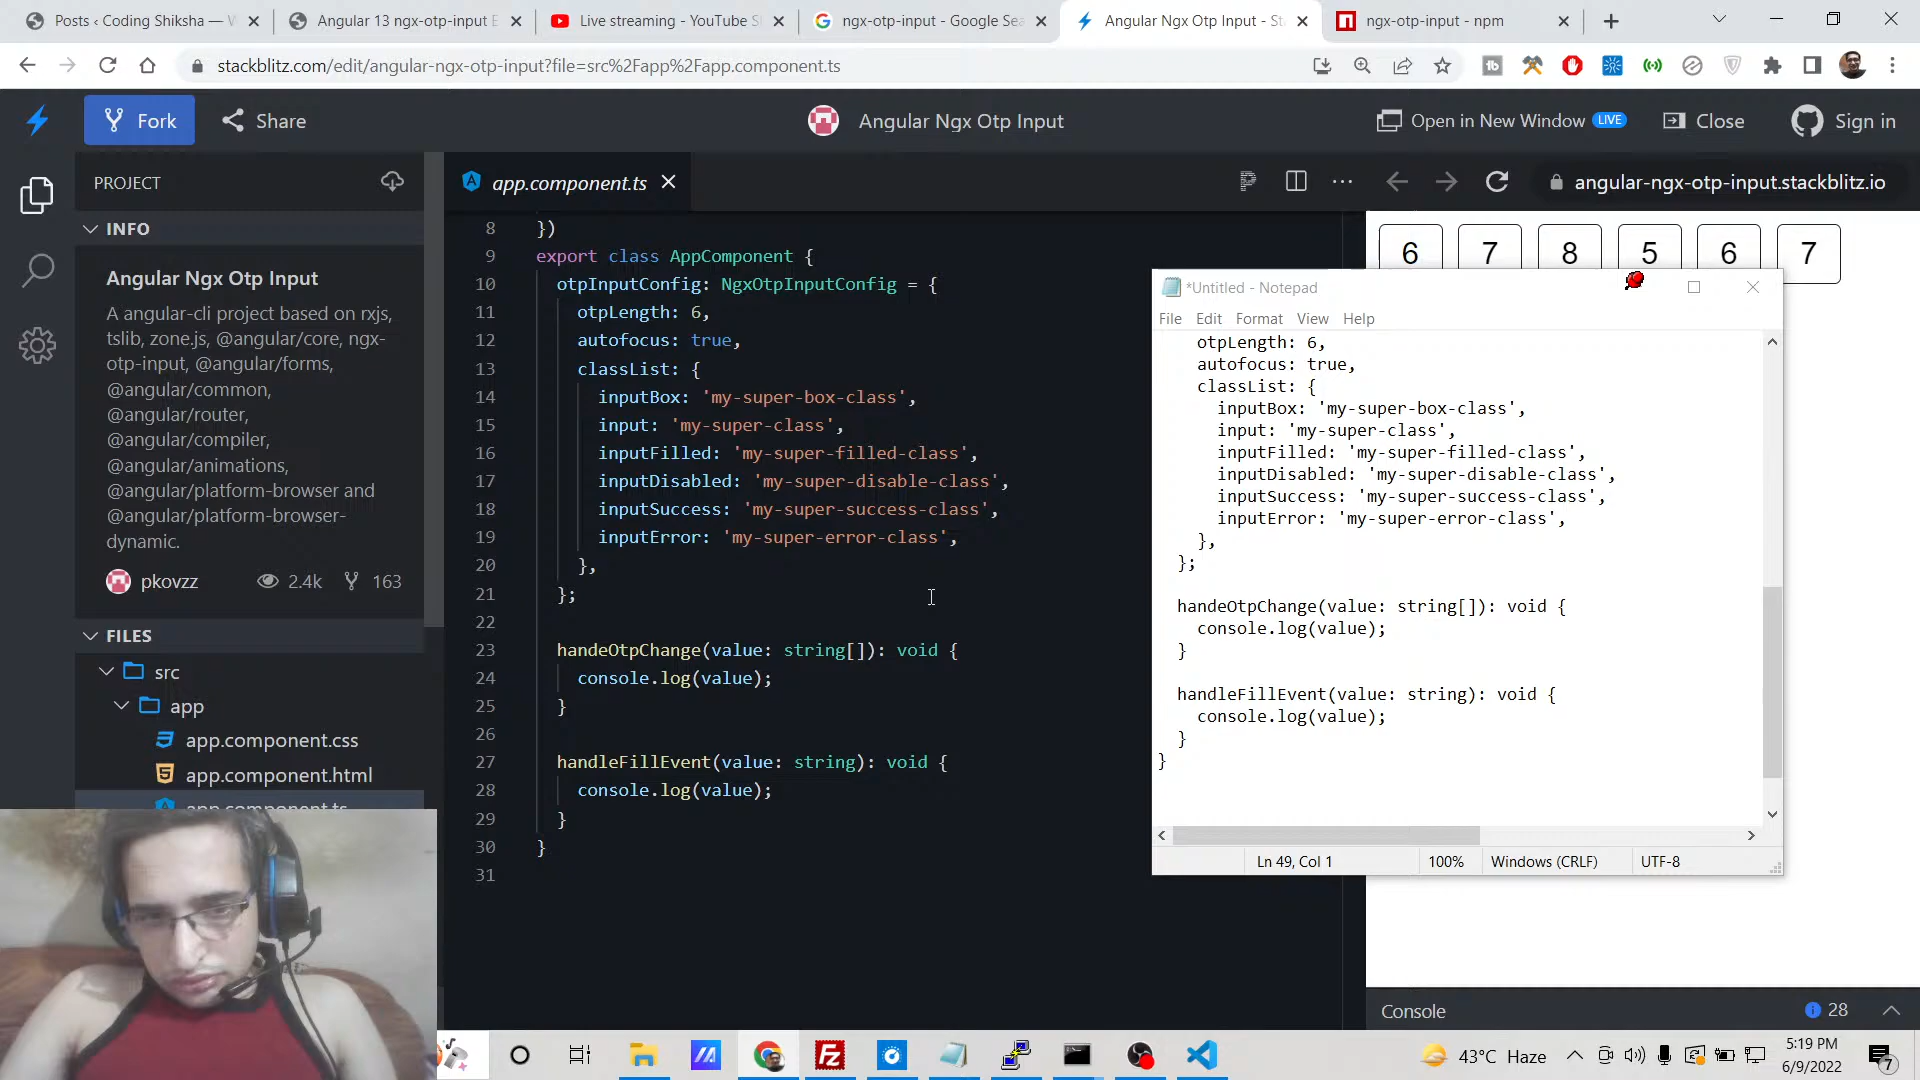 Posts ‹ Coding Shiksha — W
Angular 13 ngx-otp-input E
Live streaming - YouTube S
ngx-otp-input - Google Sea
Angular Ngx Otp Input - St
ngx-otp-input - npm
stackblitz.com/edit/angular-ngx-otp-input?file=src%2Fapp%2Fapp.component.ts
Fork
Share
Angular Ngx Otp Input
Open in New Window LIVE
Close
Sign in
PROJECT
INFO
Angular Ngx Otp Input
A angular-cli project based on rxjs,
tslib, zone.js, @angular/core, ngx-
otp-input, @angular/forms,
@angular/common,
@angular/router,
@angular/compiler,
@angular/animations,
@angular/platform-browser and
@angular/platform-browser-
dynamic.
pkovzz 2.4k 163
FILES
src
app
app.component.css
app.component.html
app.component.ts
app.component.ts
8 })
9 export class AppComponent {
10 otpInputConfig: NgxOtpInputConfig = {
11 otpLength: 6,
12 autofocus: true,
13 classList: {
14 inputBox: 'my-super-box-class',
15 input: 'my-super-class',
16 inputFilled: 'my-super-filled-class',
17 inputDisabled: 'my-super-disable-class',
18 inputSuccess: 'my-super-success-class',
19 inputError: 'my-super-error-class',
20 },
21 };
22
23 handeOtpChange(value: string[]): void {
24 console.log(value);
25 }
26
27 handleFillEvent(value: string): void {
28 console.log(value);
29 }
30 }
31
angular-ngx-otp-input.stackblitz.io
6 7 8 5 6 7
*Untitled - Notepad
File Edit Format View Help
otpLength: 6,
autofocus: true,
classList: {
inputBox: 'my-super-box-class',
input: 'my-super-class',
inputFilled: 'my-super-filled-class',
inputDisabled: 'my-super-disable-class',
inputSuccess: 'my-super-success-class',
inputError: 'my-super-error-class',
},
};
handeOtpChange(value: string[]): void {
console.log(value);
}
handleFillEvent(value: string): void {
console.log(value);
}
}
Ln 49, Col 1
100%
Windows (CRLF)
UTF-8
Console
28
43°C Haze
5:19 PM
6/9/2022
7